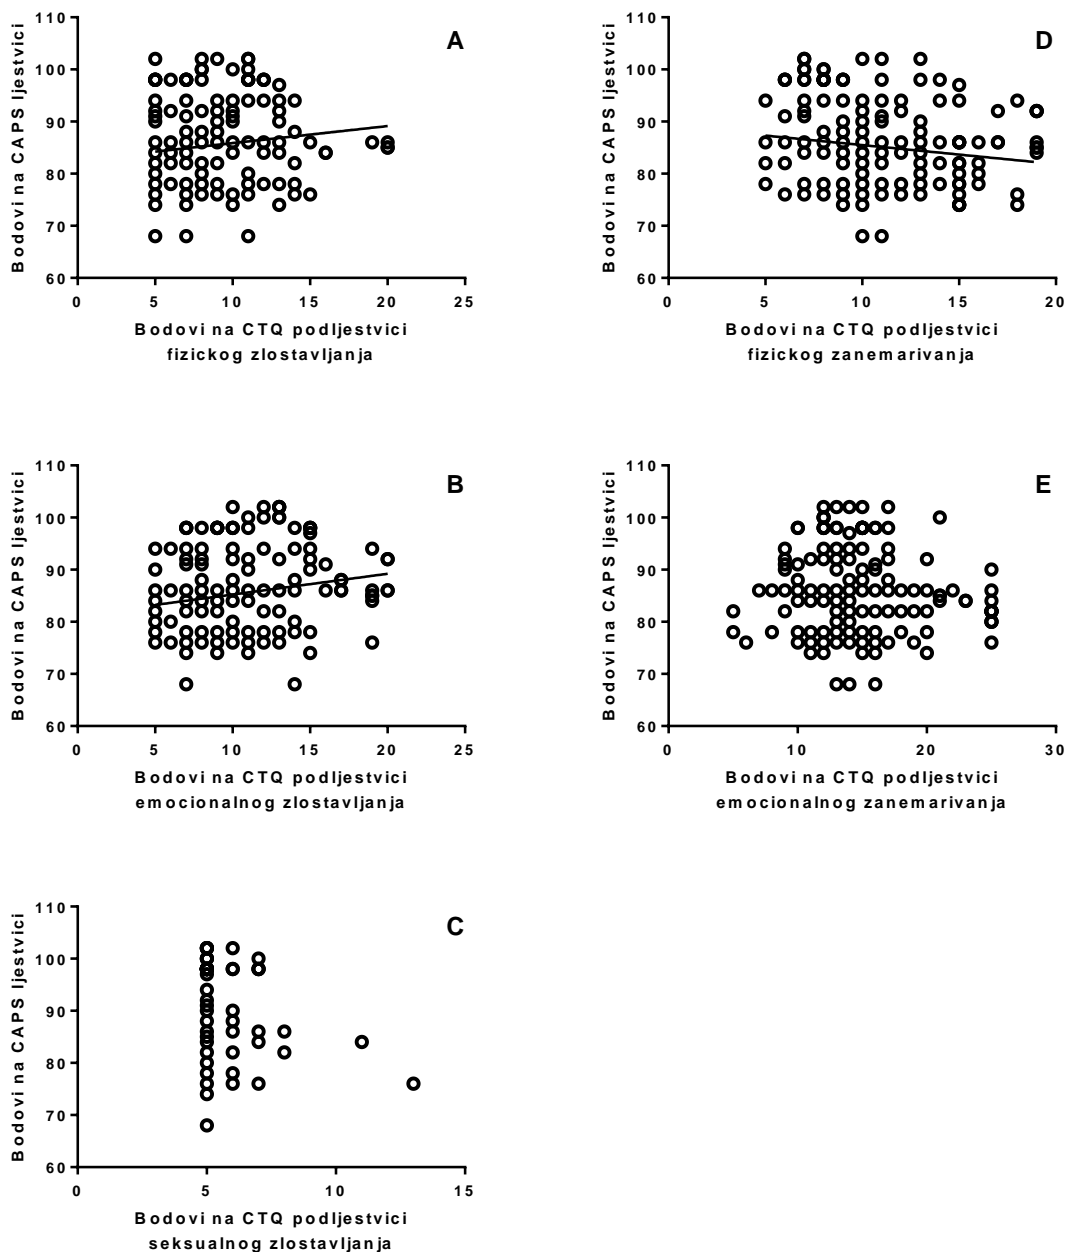 A
Bodovi na CAPS ljestvici
110
100
90
80
70
60
0 5 10 15 20 25
Bodovi na CTQ podljestvici
fizickog zlostavljanja
D
Bodovi na CAPS ljestvici
110
100
90
80
70
60
0 5 10 15 20
Bodovi na CTQ podljestvici
fizickog zanemarivanja
B
Bodovi na CAPS ljestvici
110
100
90
80
70
60
0 5 10 15 20 25
Bodovi na CTQ podljestvici
emocionalnog zlostavljanja
E
Bodovi na CAPS ljestvici
110
100
90
80
70
60
0 10 20 30
Bodovi na CTQ podljestvici
emocionalnog zanemarivanja
C
Bodovi na CAPS ljestvici
110
100
90
80
70
60
0 5 10 15
Bodovi na CTQ podljestvici
seksualnog zlostavljanja